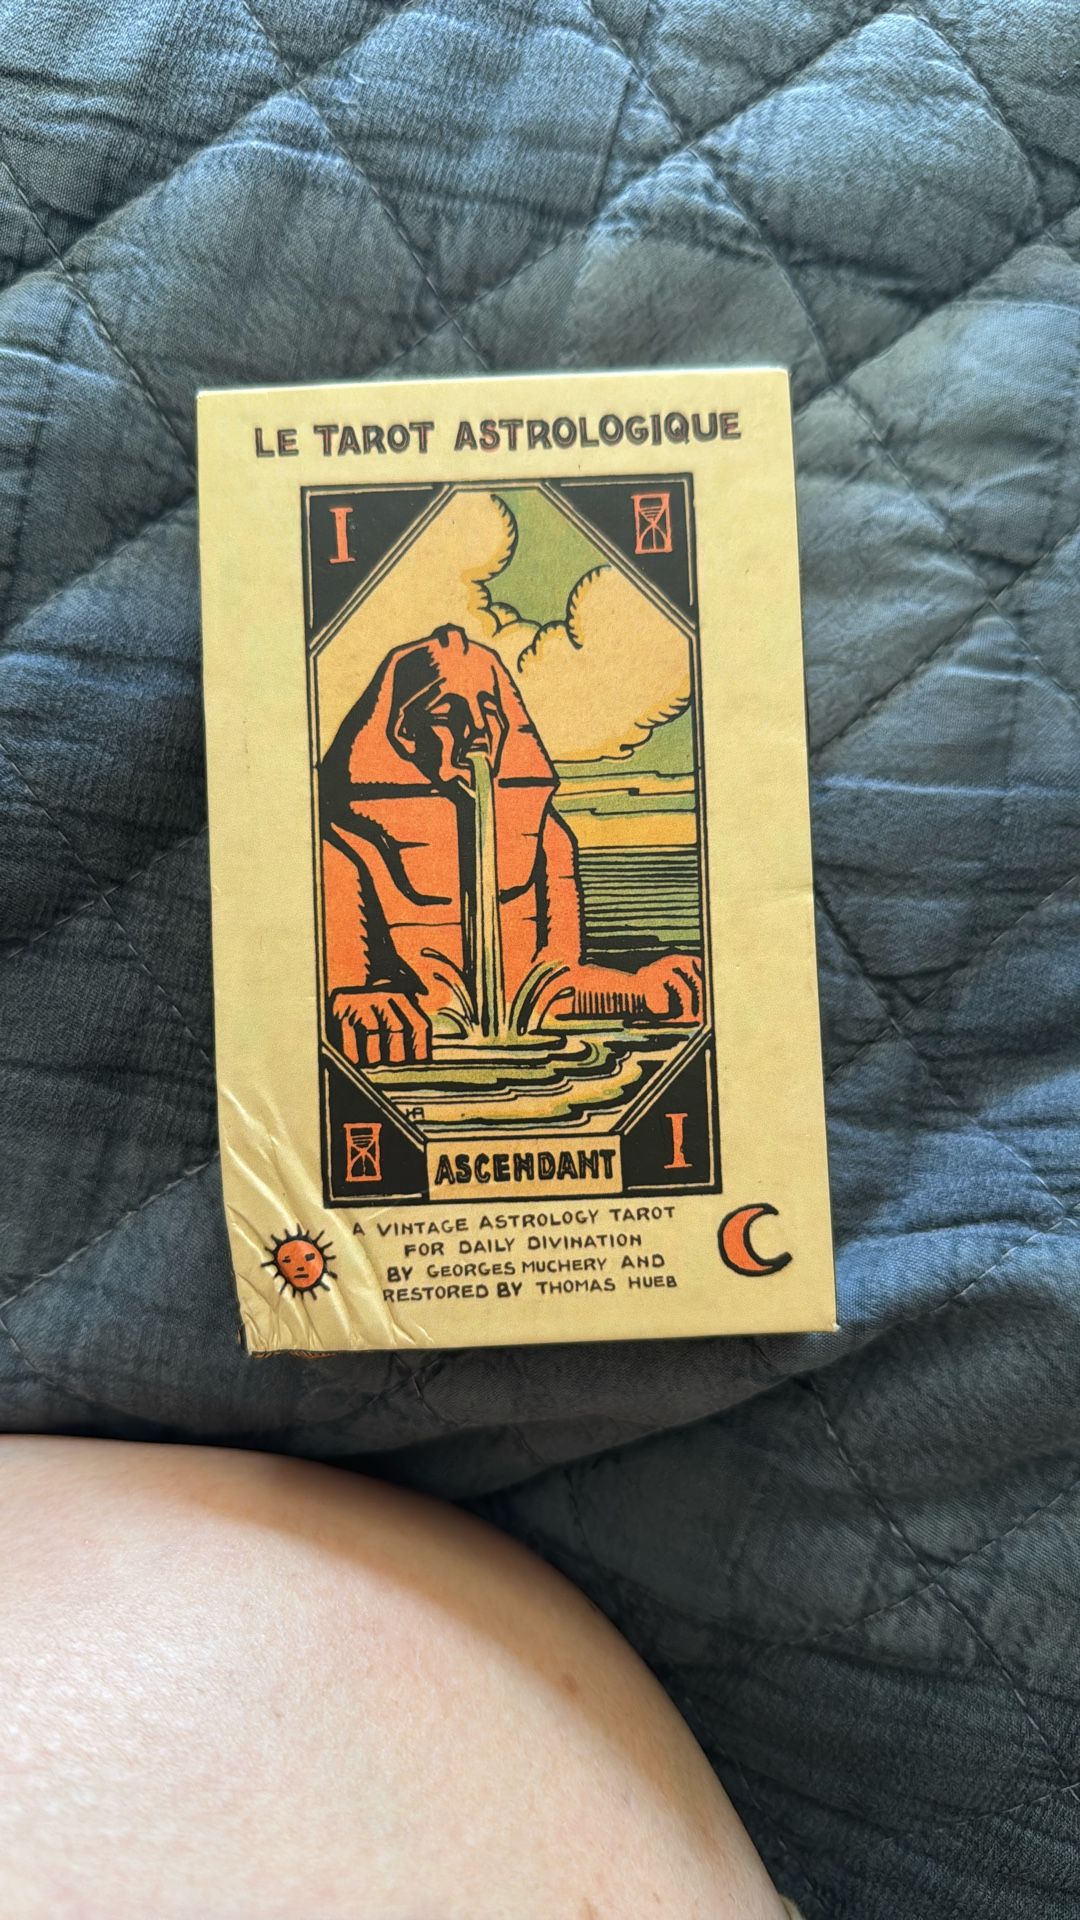 LE TAROT ASTROLOGIQUE
I
ASCENDANT
I
A VINTAGE ASTROLOGY TAROT
FOR DAILY DIVINATION
BY GEORGES MUCHERY AND
RESTORED BY THOMAS HUEB